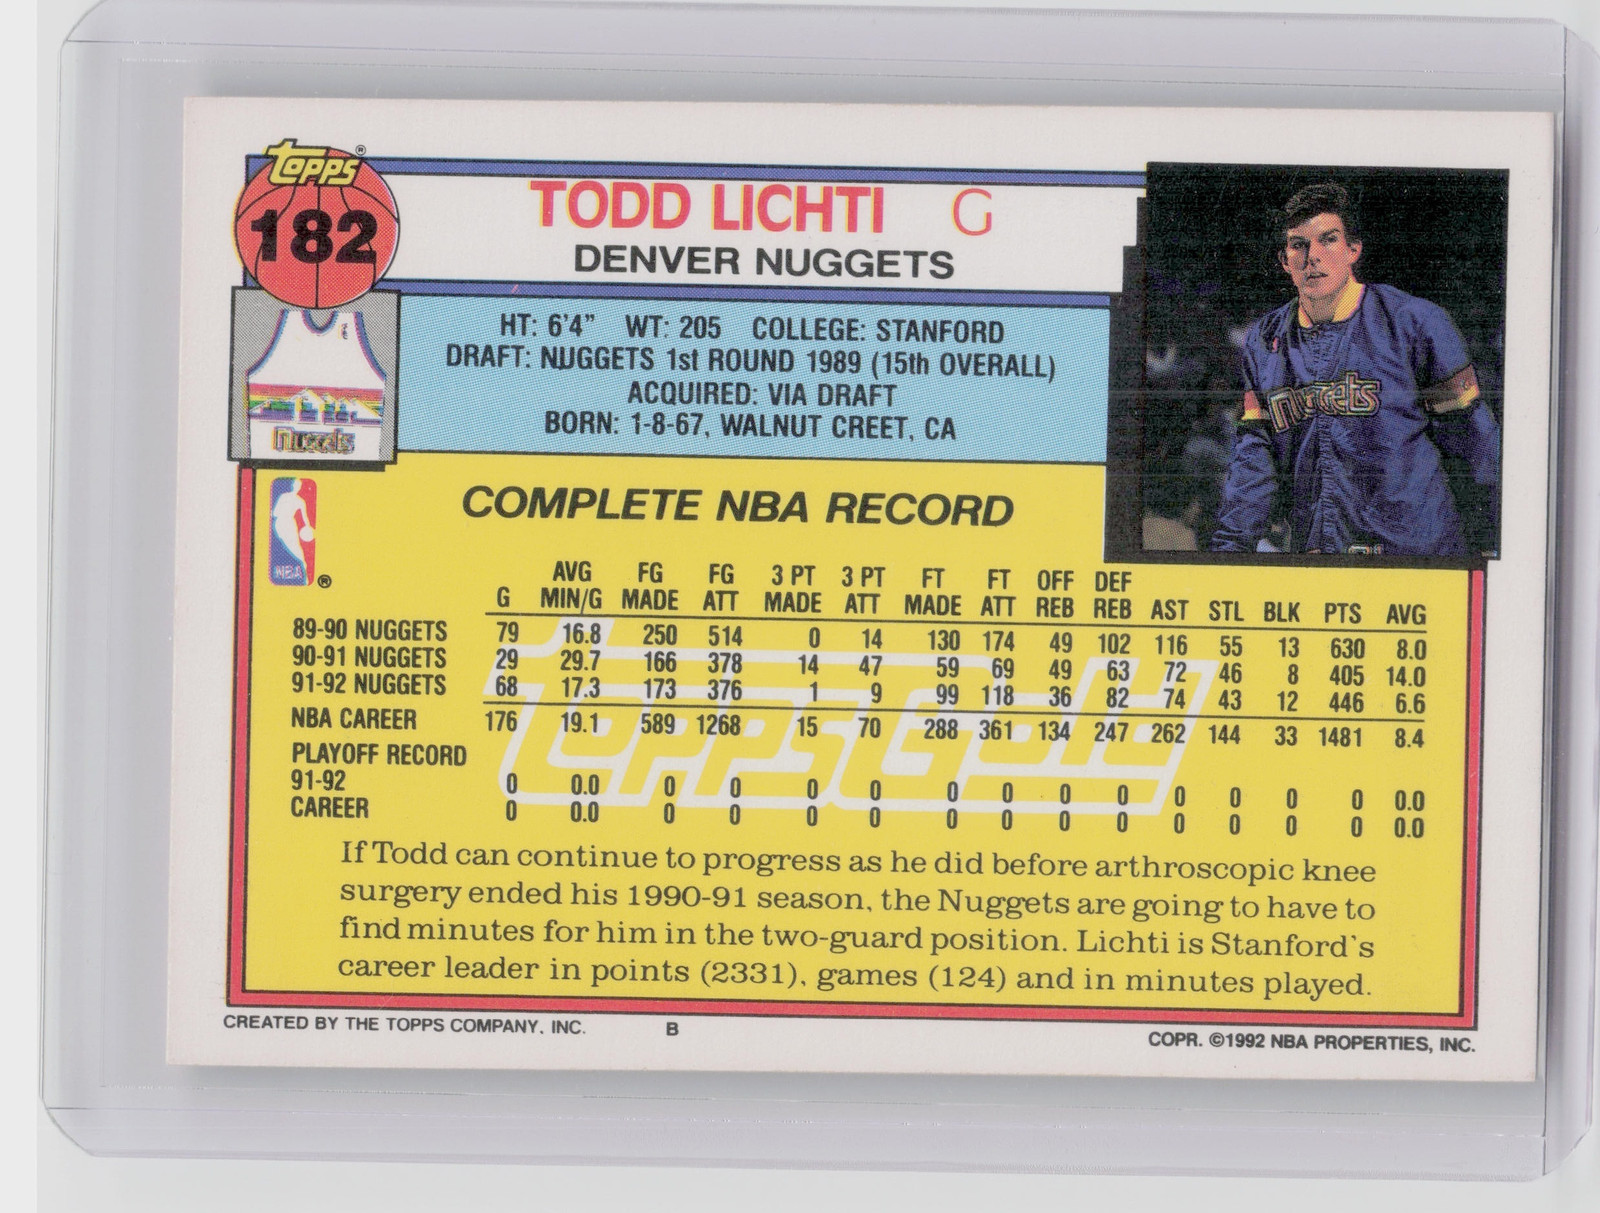 Topps®
182
TODD LICHTI G
DENVER NUGGETS
HT: 6'4" WT: 205 COLLEGE: STANFORD
DRAFT: NUGGETS 1st ROUND 1989 (15th OVERALL)
ACQUIRED: VIA DRAFT
BORN: 1-8-67, WALNUT CREET, CA
Nuggets
Nuggets
NBA ®
COMPLETE NBA RECORD
G AVG MIN/G FG MADE FG ATT 3 PT MADE 3 PT ATT FT MADE FT ATT OFF REB DEF REB AST STL BLK PTS AVG
89-90 NUGGETS 79 16.8 250 514 0 14 130 174 49 102 116 55 13 630 8.0
90-91 NUGGETS 29 29.7 166 378 14 47 59 69 49 63 72 46 8 405 14.0
91-92 NUGGETS 68 17.3 173 376 1 9 99 118 36 82 74 43 12 446 6.6
NBA CAREER 176 19.1 589 1268 15 70 288 361 134 247 262 144 33 1481 8.4
PLAYOFF RECORD
91-92 0 0.0 0 0 0 0 0 0 0 0 0 0 0 0 0.0
CAREER 0 0.0 0 0 0 0 0 0 0 0 0 0 0 0 0.0
ToppsGold
If Todd can continue to progress as he did before arthroscopic knee
surgery ended his 1990-91 season, the Nuggets are going to have to
find minutes for him in the two-guard position. Lichti is Stanford's
career leader in points (2331), games (124) and in minutes played.
CREATED BY THE TOPPS COMPANY, INC. B COPR. ©1992 NBA PROPERTIES, INC.